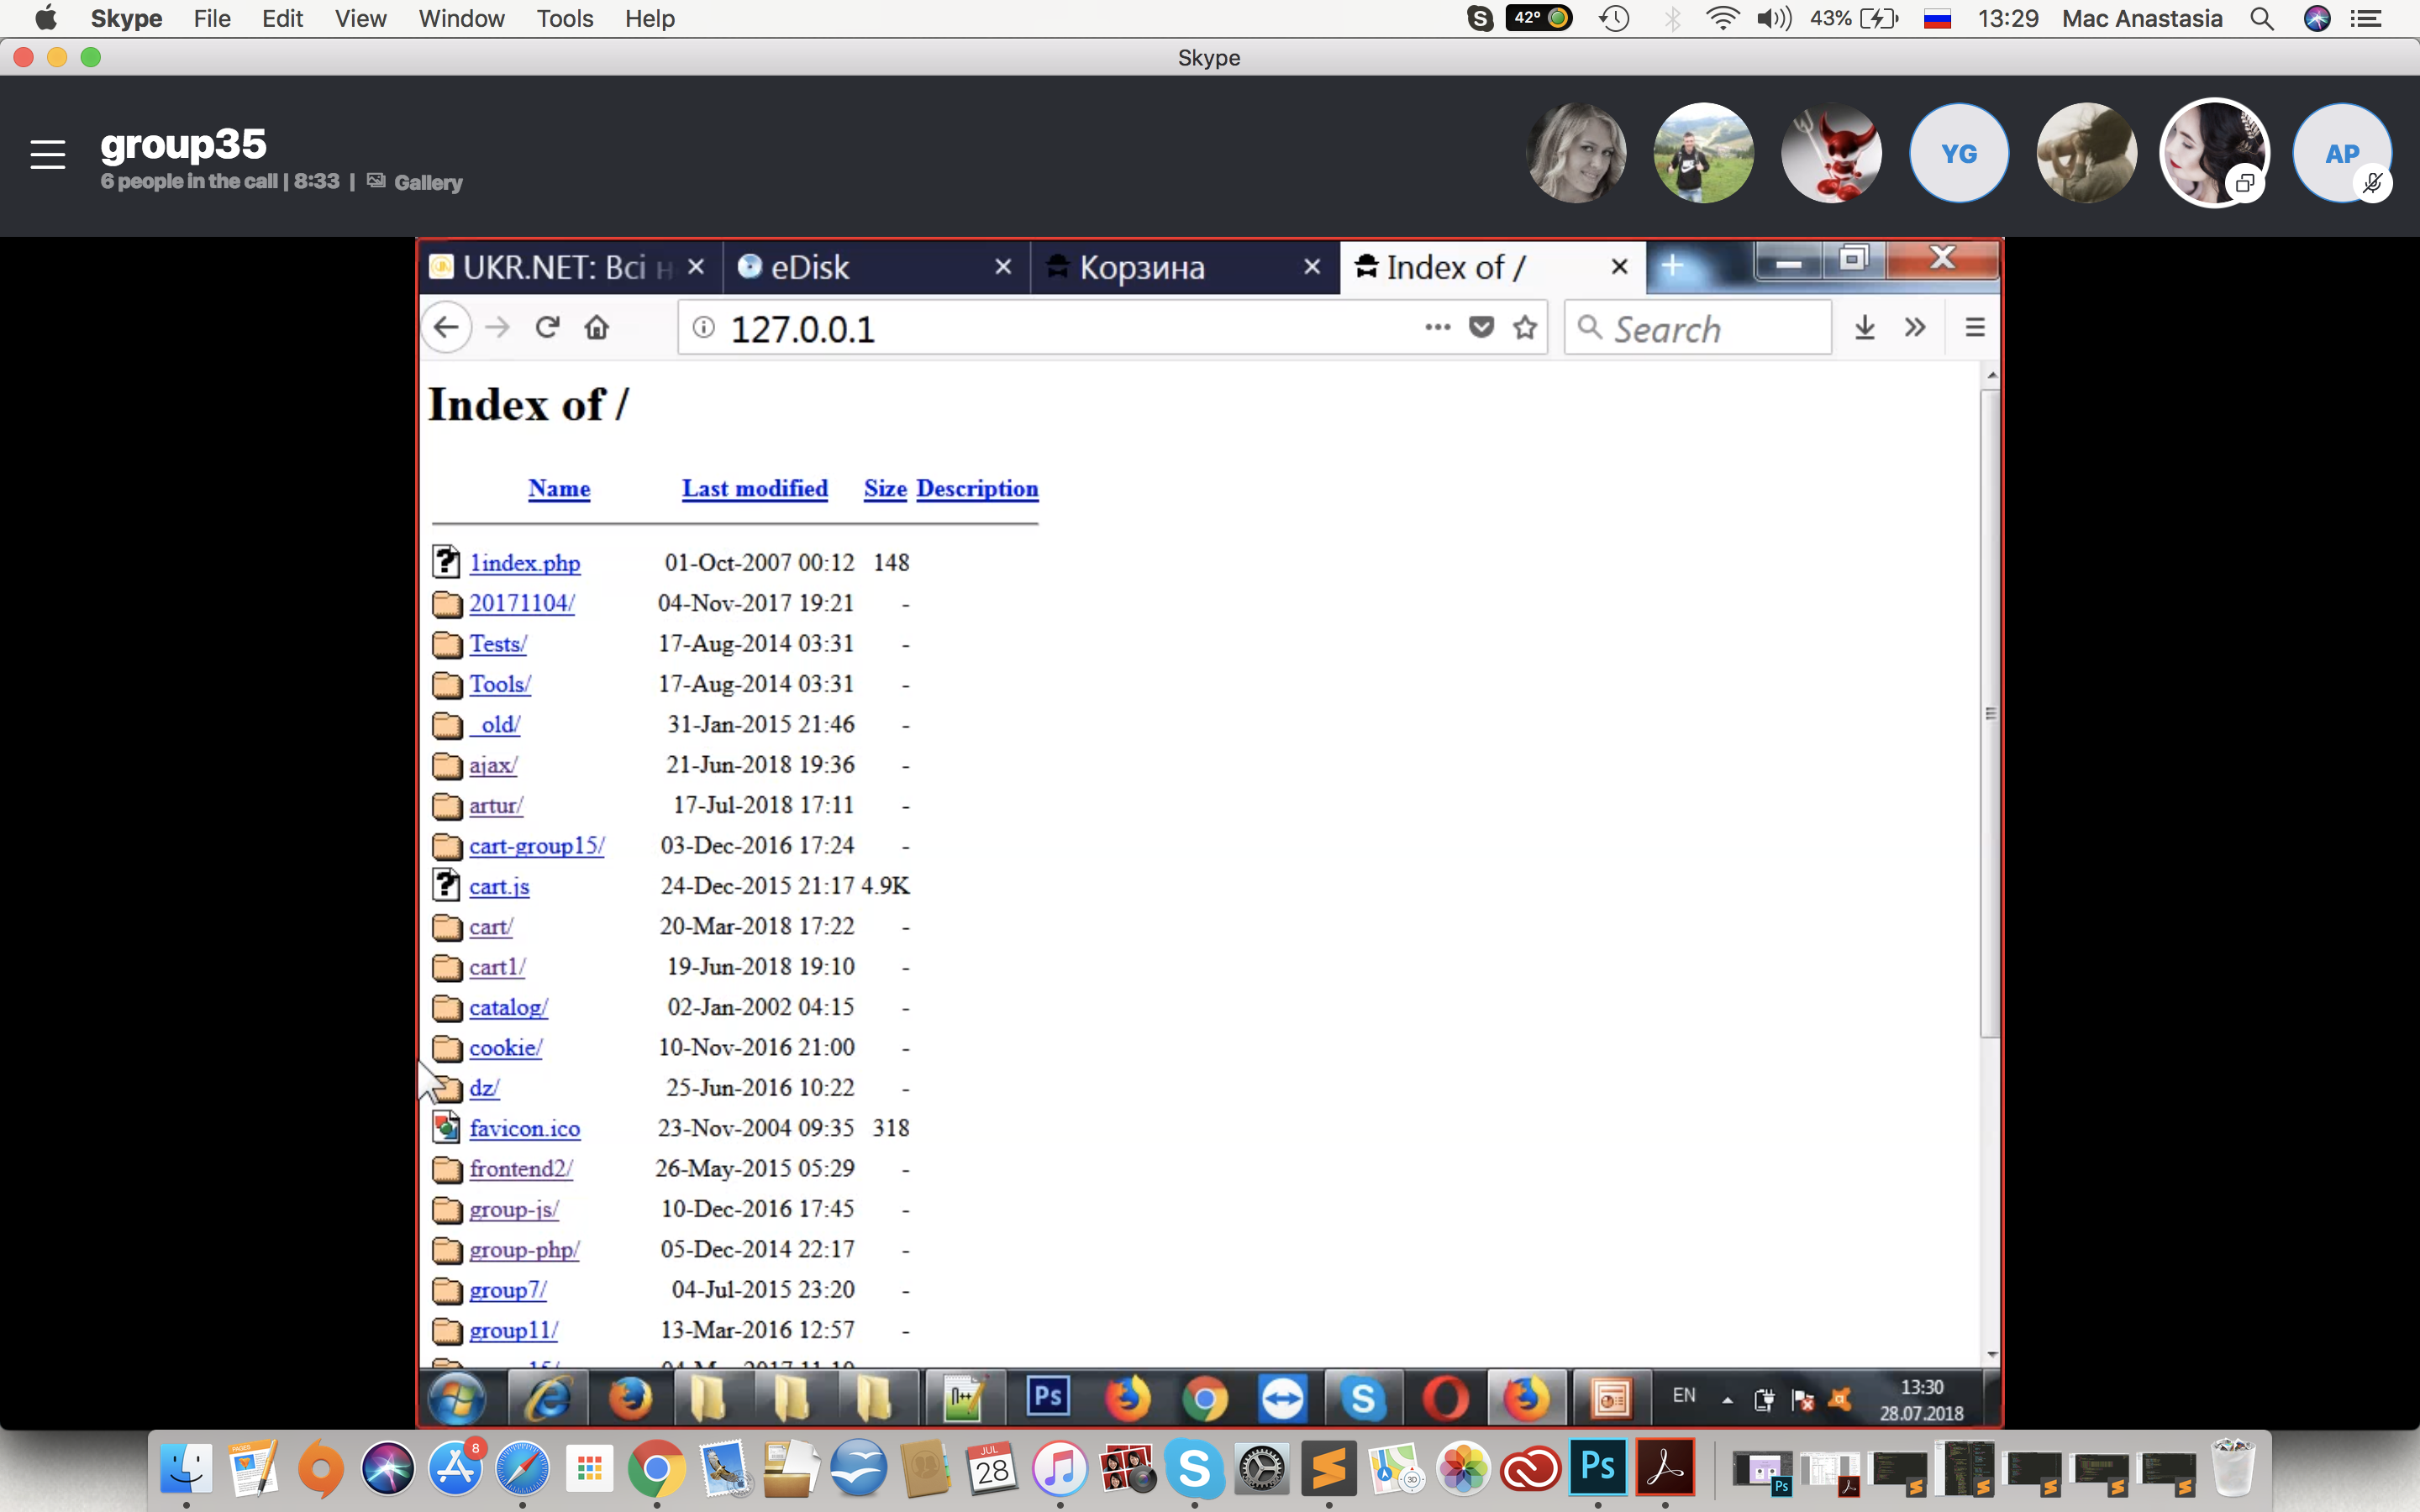 Skype File Edit View Window Tools Help 42° 43% 13:29 Mac Anastasia
Skype
group35
6 people in the call | 8:33 | Gallery
YG
AP
UKR.NET: Всі н eDisk Корзина Index of /
127.0.0.1 Search
Index of /
Name Last modified Size Description
1index.php 01-Oct-2007 00:12 148
20171104/ 04-Nov-2017 19:21 -
Tests/ 17-Aug-2014 03:31 -
Tools/ 17-Aug-2014 03:31 -
_old/ 31-Jan-2015 21:46 -
ajax/ 21-Jun-2018 19:36 -
artur/ 17-Jul-2018 17:11 -
cart-group15/ 03-Dec-2016 17:24 -
cart.js 24-Dec-2015 21:17 4.9K
cart/ 20-Mar-2018 17:22 -
cart1/ 19-Jun-2018 19:10 -
catalog/ 02-Jan-2002 04:15 -
cookie/ 10-Nov-2016 21:00 -
dz/ 25-Jun-2016 10:22 -
favicon.ico 23-Nov-2004 09:35 318
frontend2/ 26-May-2015 05:29 -
group-js/ 10-Dec-2016 17:45 -
group-php/ 05-Dec-2014 22:17 -
group7/ 04-Jul-2015 23:20 -
group11/ 13-Mar-2016 12:57 -
Ps EN 13:30
28.07.2018
PAGES 8 JUL 28 3D Ps